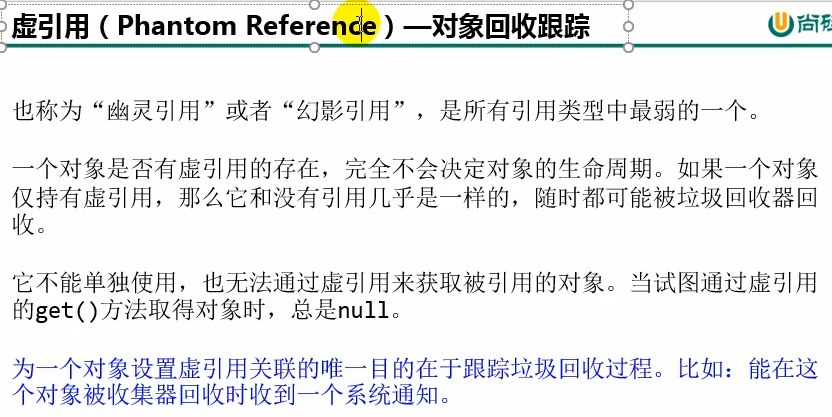 虚引用（Phantom Reference）—对象回收跟踪
尚硅
也称为“幽灵引用”或者“幻影引用”，是所有引用类型中最弱的一个。
一个对象是否有虚引用的存在，完全不会决定对象的生命周期。如果一个对象
仅持有虚引用，那么它和没有引用几乎是一样的，随时都可能被垃圾回收器回
收。
它不能单独使用，也无法通过虚引用来获取被引用的对象。当试图通过虚引用
的get()方法取得对象时，总是null。
为一个对象设置虚引用关联的唯一目的在于跟踪垃圾回收过程。比如：能在这
个对象被收集器回收时收到一个系统通知。